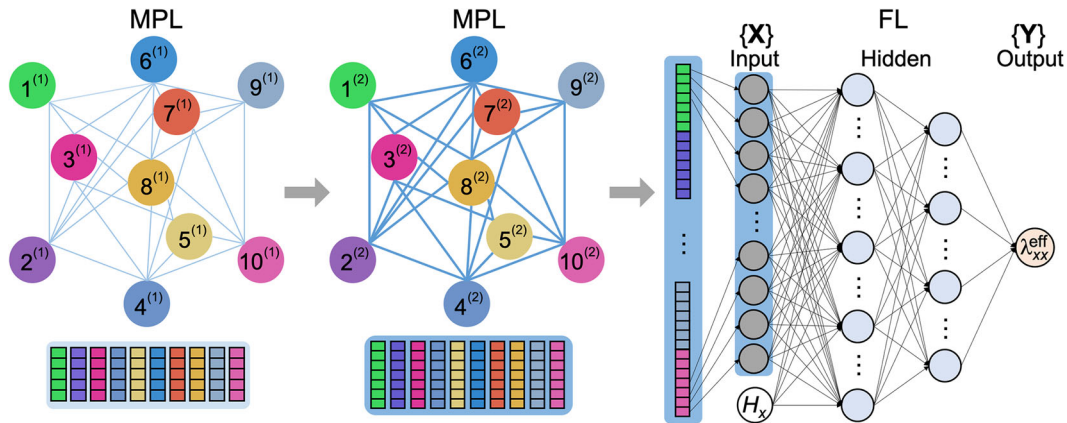 MPL
6(1)
1(1)
9(1)
7(1)
3(1)
8(1)
5(1)
2(1)
10(1)
4(1)
MPL
6(2)
1(2)
9(2)
7(2)
3(2)
8(2)
5(2)
2(2)
10(2)
4(2)
FL
{X}
Input
Hidden
{Y}
Output
...
Hx
λxx^eff